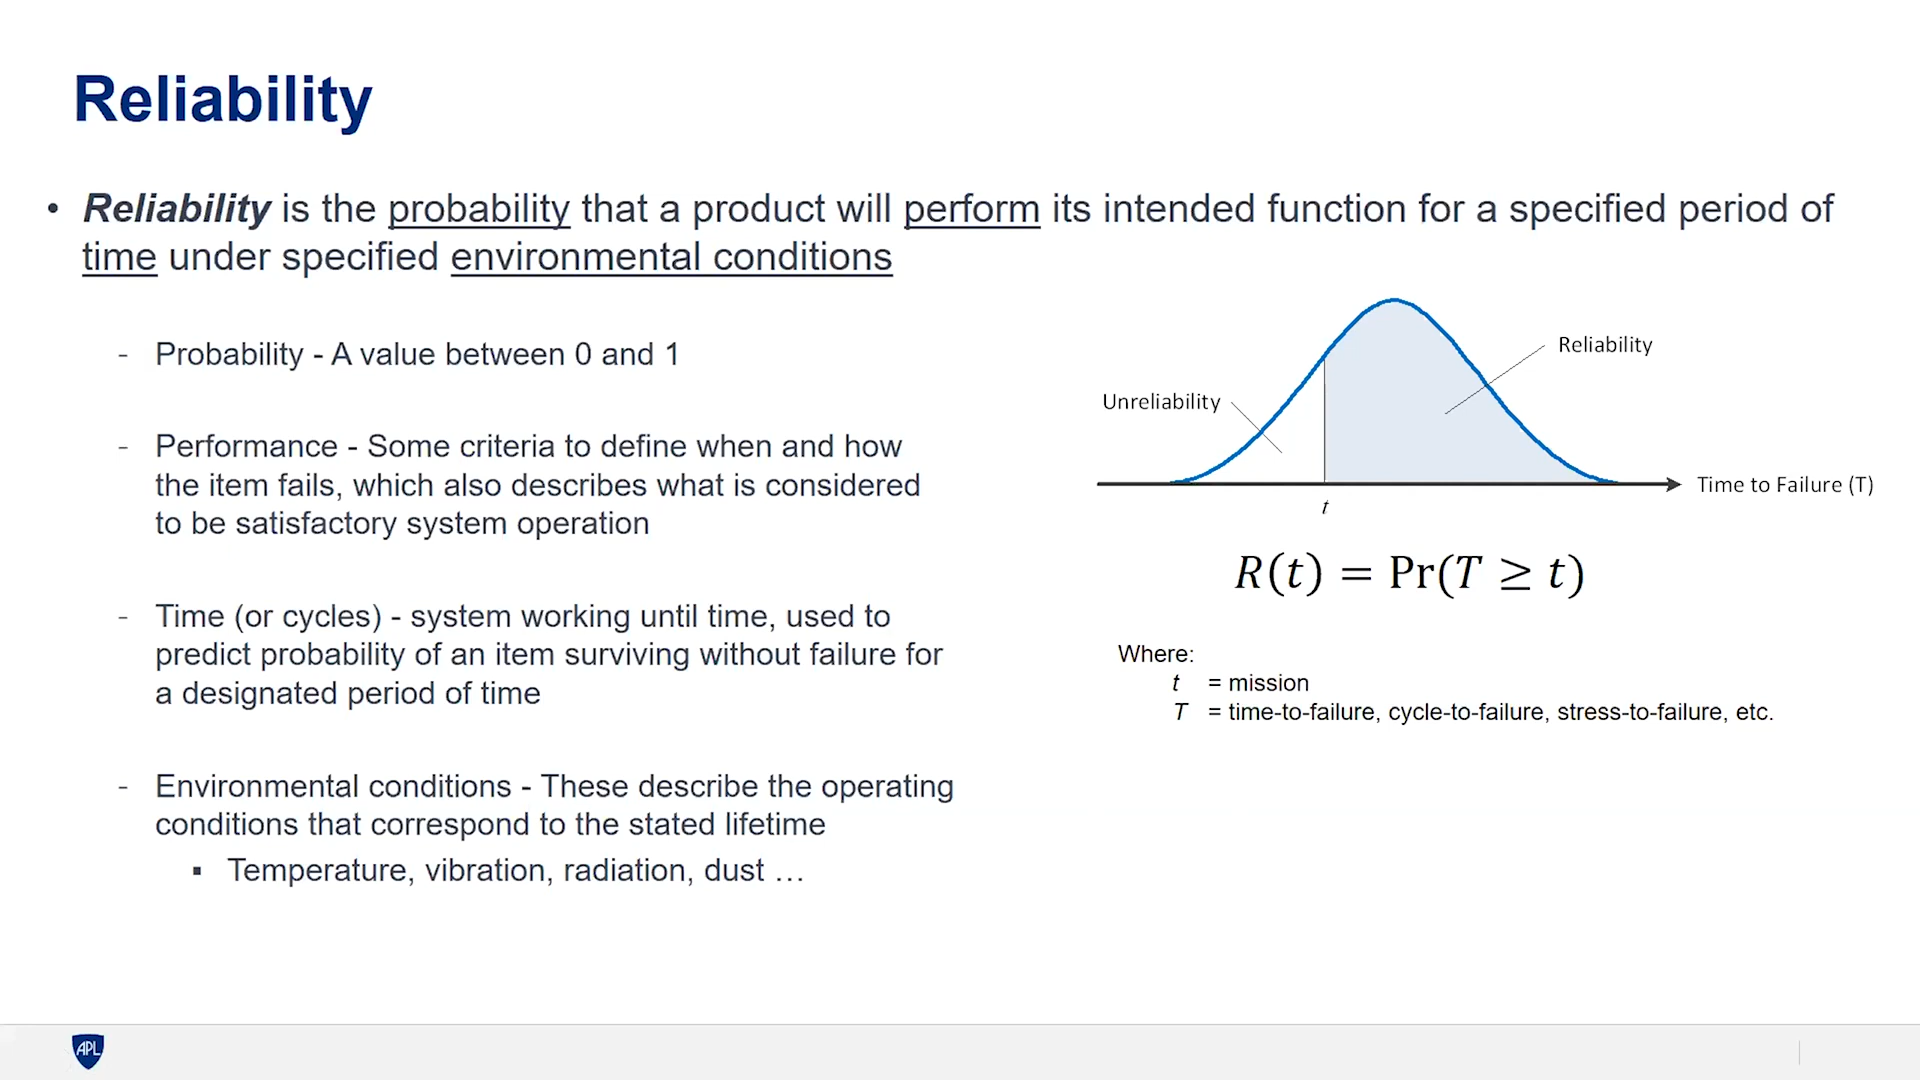 Reliability
• Reliability is the probability that a product will perform its intended function for a specified period of
time under specified environmental conditions
- Probability - A value between 0 and 1
- Performance - Some criteria to define when and how
the item fails, which also describes what is considered
to be satisfactory system operation
- Time (or cycles) - system working until time, used to
predict probability of an item surviving without failure for
a designated period of time
- Environmental conditions - These describe the operating
conditions that correspond to the stated lifetime
▪ Temperature, vibration, radiation, dust …
Reliability
Unreliability
Time to Failure (T)
t
R(t) = Pr(T ≥ t)
Where:
t = mission
T = time-to-failure, cycle-to-failure, stress-to-failure, etc.
APL